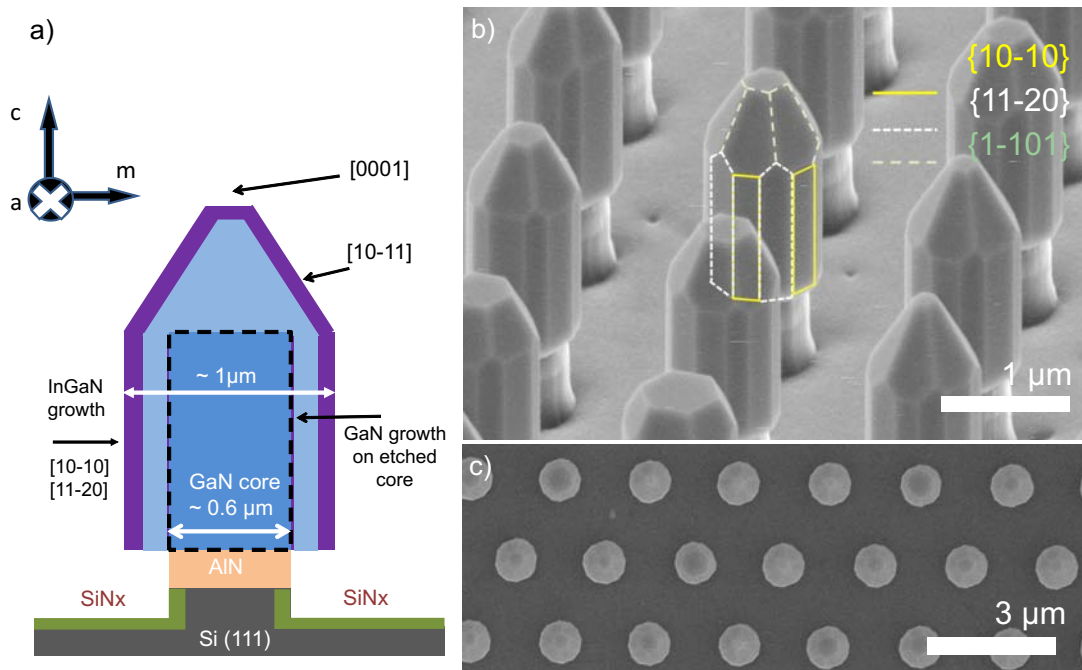 a)
c
m
a
[0001]
[10-11]
~ 1µm
InGaN
growth
[10-10]
[11-20]
GaN growth
on etched
core
GaN core
~ 0.6 µm
AlN
SiNx
SiNx
Si (111)
b)
{10-10}
{11-20}
{1-101}
1 µm
c)
3 µm